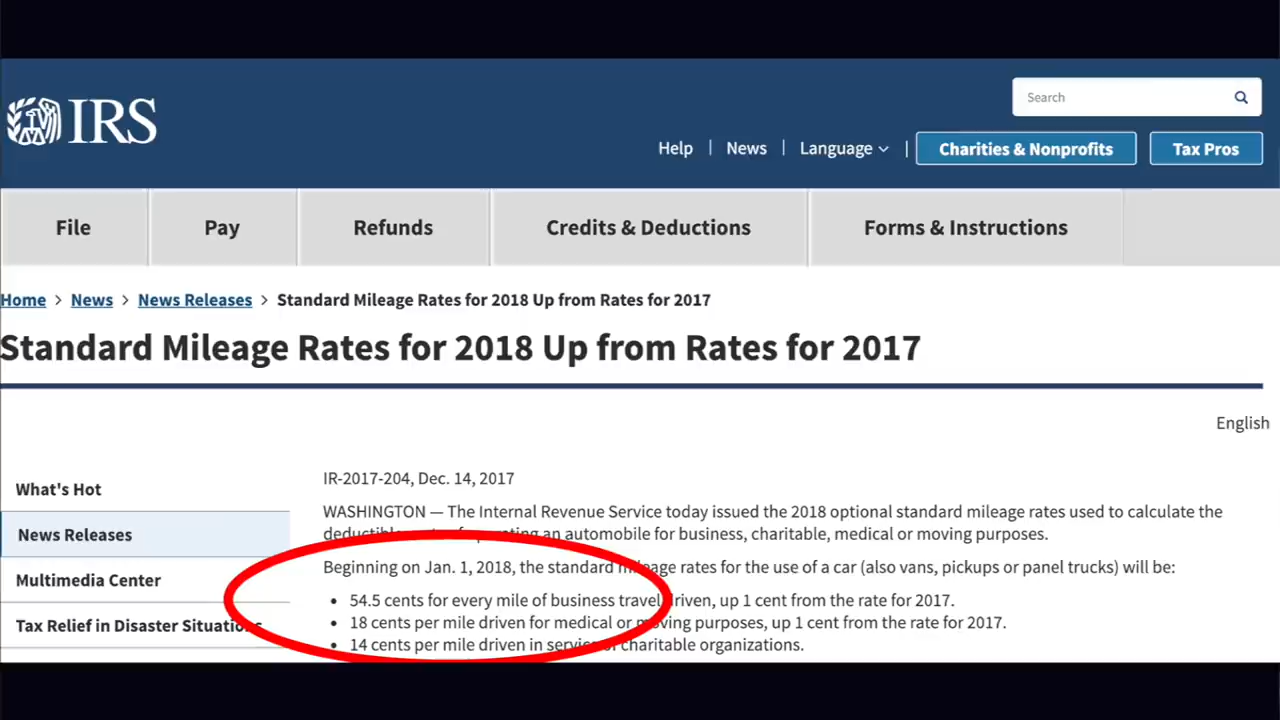 IRS
Search
Help
News
Language
Charities & Nonprofits
Tax Pros
File
Pay
Refunds
Credits & Deductions
Forms & Instructions
Home > News > News Releases > Standard Mileage Rates for 2018 Up from Rates for 2017
Standard Mileage Rates for 2018 Up from Rates for 2017
English
What's Hot
News Releases
Multimedia Center
Tax Relief in Disaster Situations
IR-2017-204, Dec. 14, 2017
WASHINGTON — The Internal Revenue Service today issued the 2018 optional standard mileage rates used to calculate the
an automobile for business, charitable, medical or moving purposes.
Beginning on Jan. 1, 2018, the standard mileage rates for the use of a car (also vans, pickups or panel trucks) will be:
• 54.5 cents for every mile of business travel driven, up 1 cent from the rate for 2017.
• 18 cents per mile driven for medical or moving purposes, up 1 cent from the rate for 2017.
• 14 cents per mile driven in service of charitable organizations.